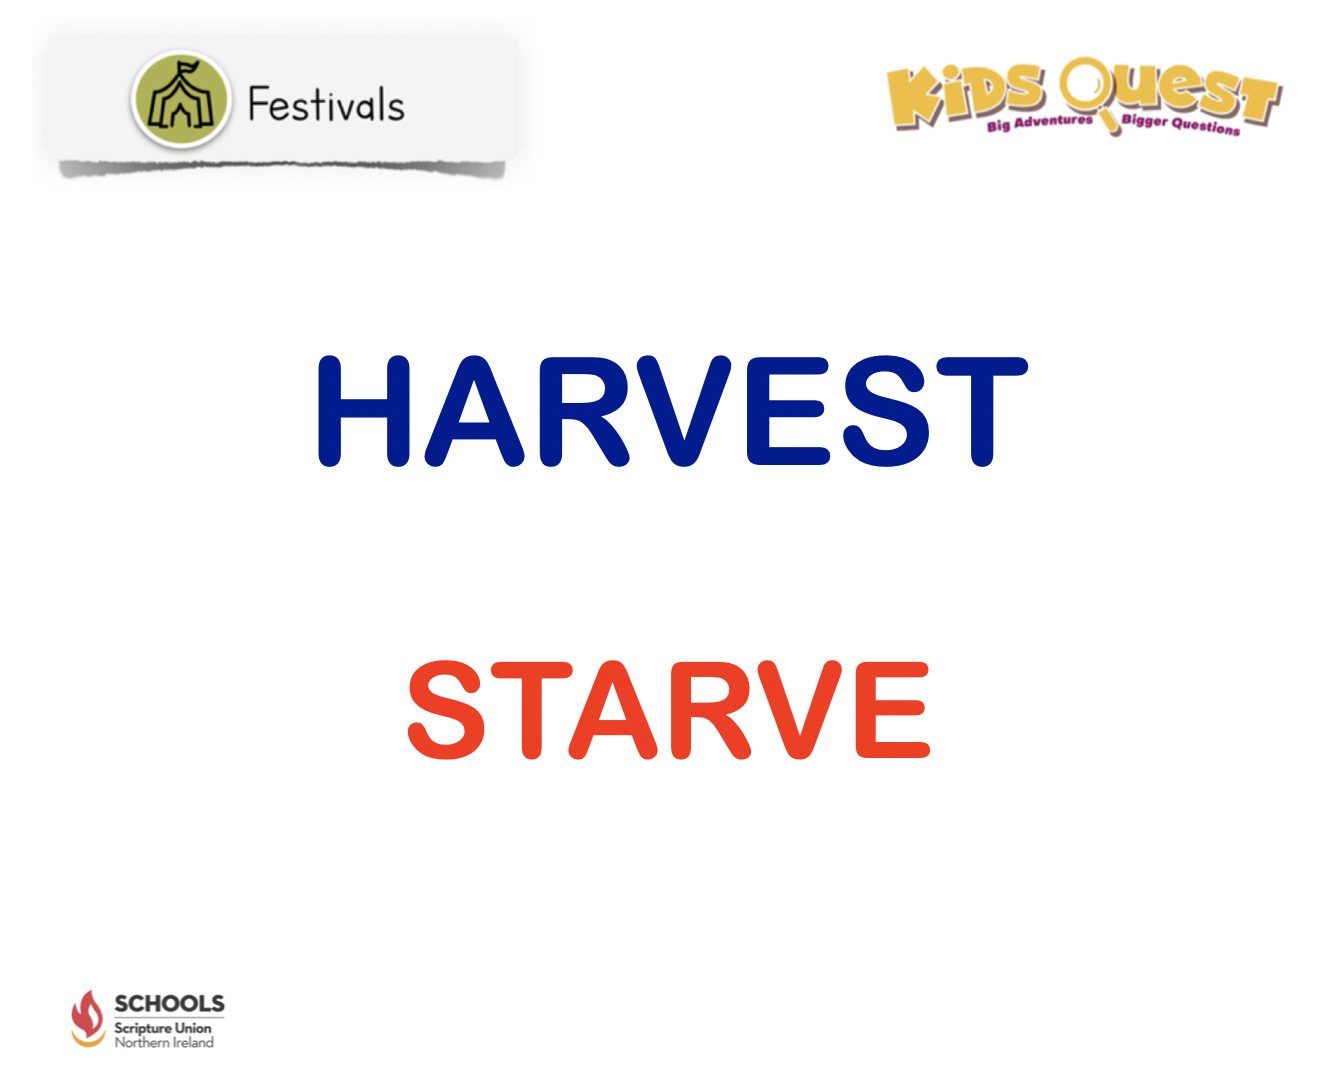 Festivals
KiDS QUEST
Big Adventures Bigger Questions
HARVEST
STARVE
SCHOOLS
Scripture Union
Northern Ireland